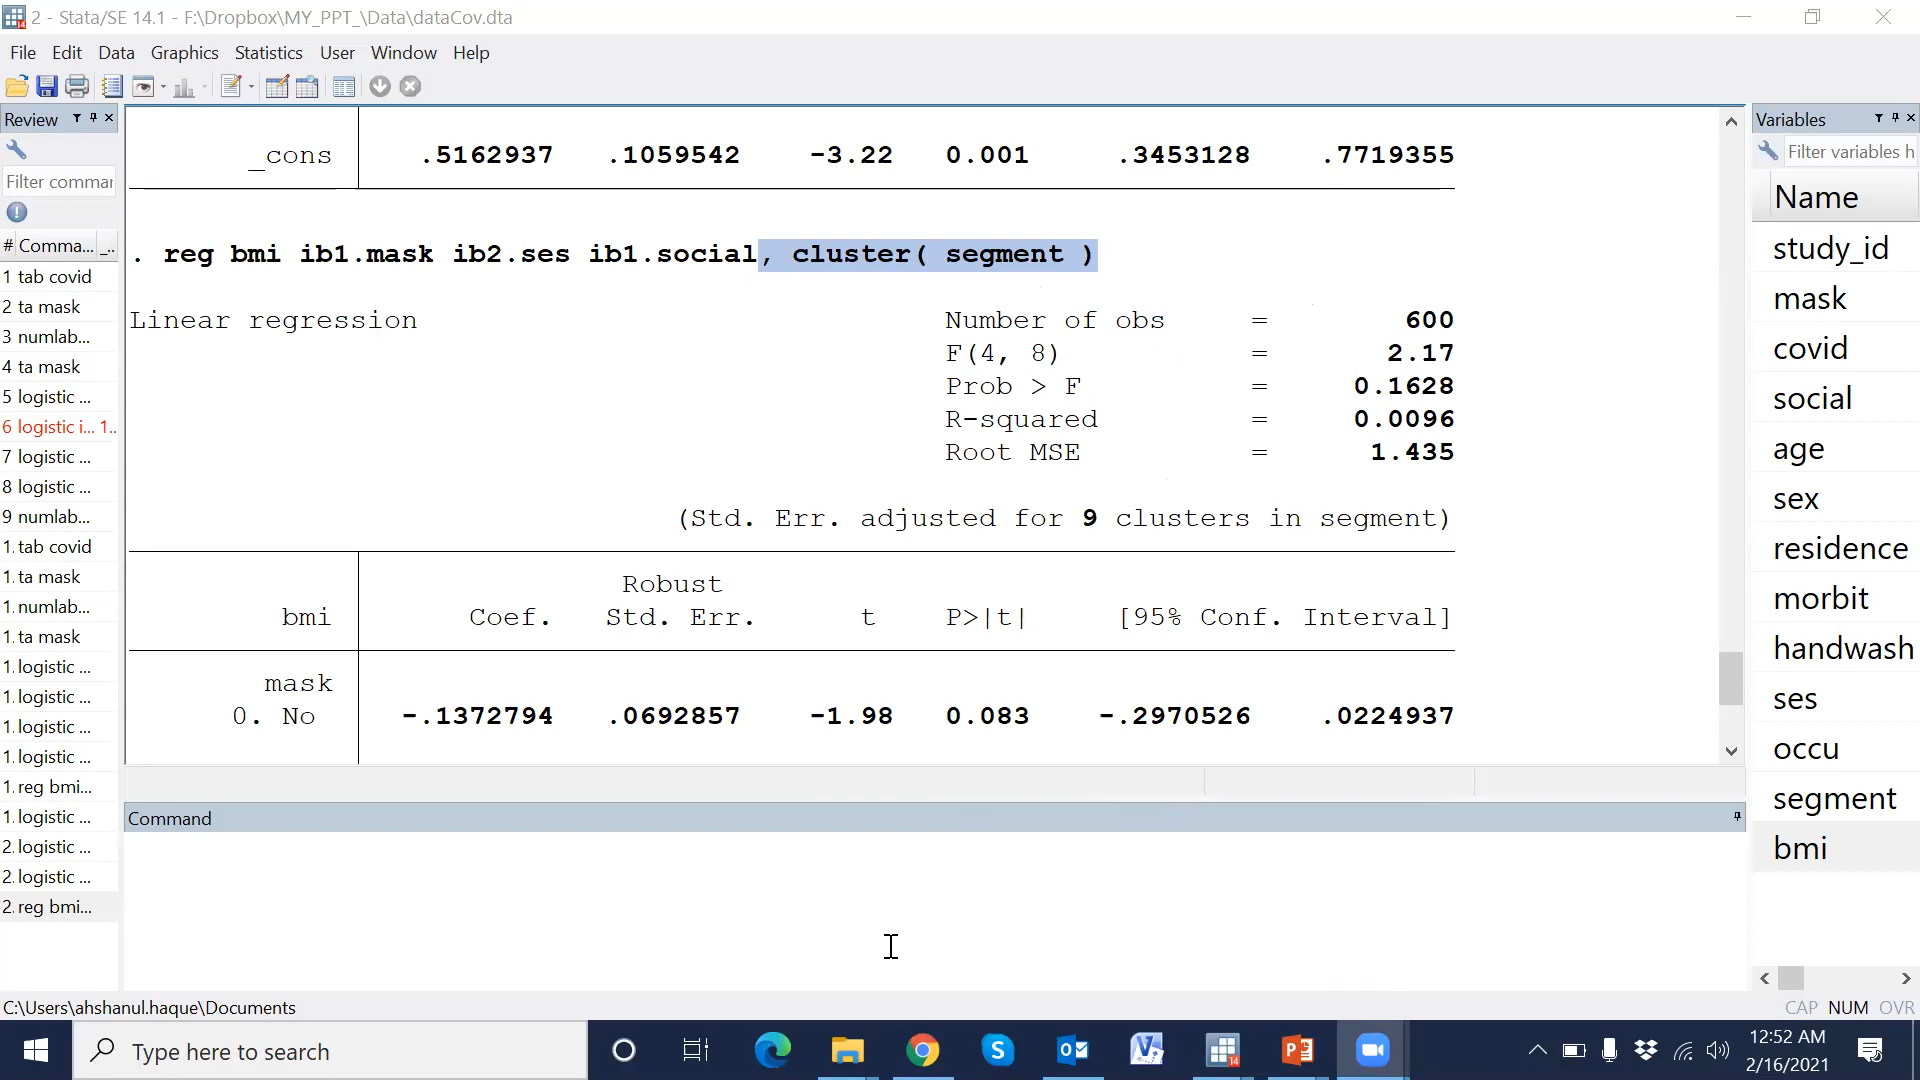 2 - Stata/SE 14.1 - F:\Dropbox\MY_PPT_\Data\dataCov.dta
File Edit Data Graphics Statistics User Window Help
Review
Filter commar
# Comma... _..
1 tab covid
2 ta mask
3 numlab...
4 ta mask
5 logistic ...
6 logistic i... 1..
7 logistic ...
8 logistic ...
9 numlab...
1. tab covid
1. ta mask
1. numlab...
1. ta mask
1. logistic ...
1. logistic ...
1. logistic ...
1. logistic ...
1. reg bmi...
1. logistic ...
2. logistic ...
2. logistic ...
2. reg bmi...
_cons .5162937 .1059542 -3.22 0.001 .3453128 .7719355
. reg bmi ib1.mask ib2.ses ib1.social, cluster( segment )
Linear regression Number of obs = 600
F(4, 8) = 2.17
Prob > F = 0.1628
R-squared = 0.0096
Root MSE = 1.435
(Std. Err. adjusted for 9 clusters in segment)
Robust
bmi Coef. Std. Err. t P>|t| [95% Conf. Interval]
mask
0. No -.1372794 .0692857 -1.98 0.083 -.2970526 .0224937
Command
Variables
Filter variables h
Name
study_id
mask
covid
social
age
sex
residence
morbit
handwash
ses
occu
segment
bmi
C:\Users\ahshanul.haque\Documents
CAP NUM OVR
Type here to search
12:52 AM
2/16/2021